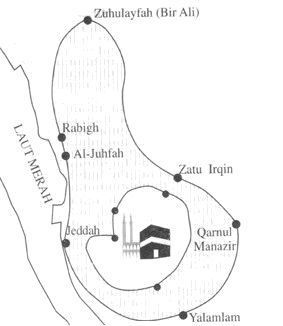 Zuhulayfah (Bir Ali)
Rabigh
Al-Juhfah
LAUT MERAH
Zatu Irqin
Jeddah
Qarnul
Manazir
Yalamlam